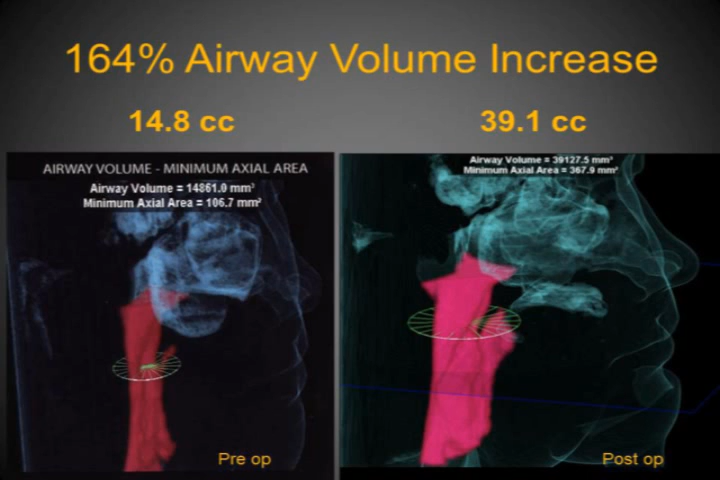 164% Airway Volume Increase
14.8 cc
39.1 cc
AIRWAY VOLUME - MINIMUM AXIAL AREA
Airway Volume = 14861.0 mm³
Minimum Axial Area = 106.7 mm²
Airway Volume = 39127.5 mm³
Minimum Axial Area = 367.9 mm²
Pre op
Post op